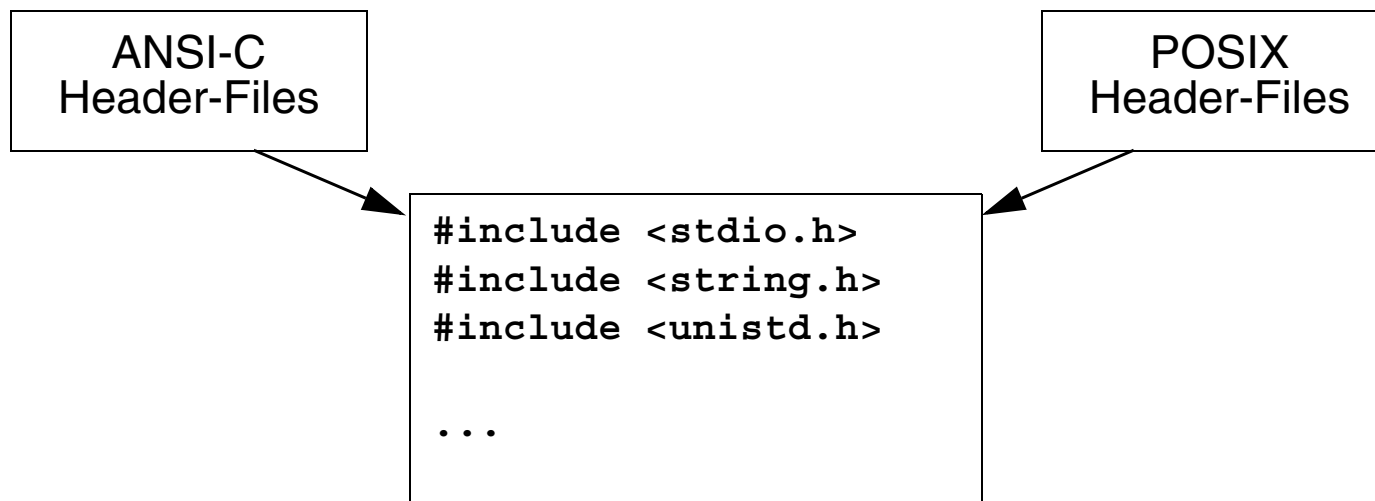 ANSI-C
Header-Files
POSIX
Header-Files
#include <stdio.h>
#include <string.h>
#include <unistd.h>
...